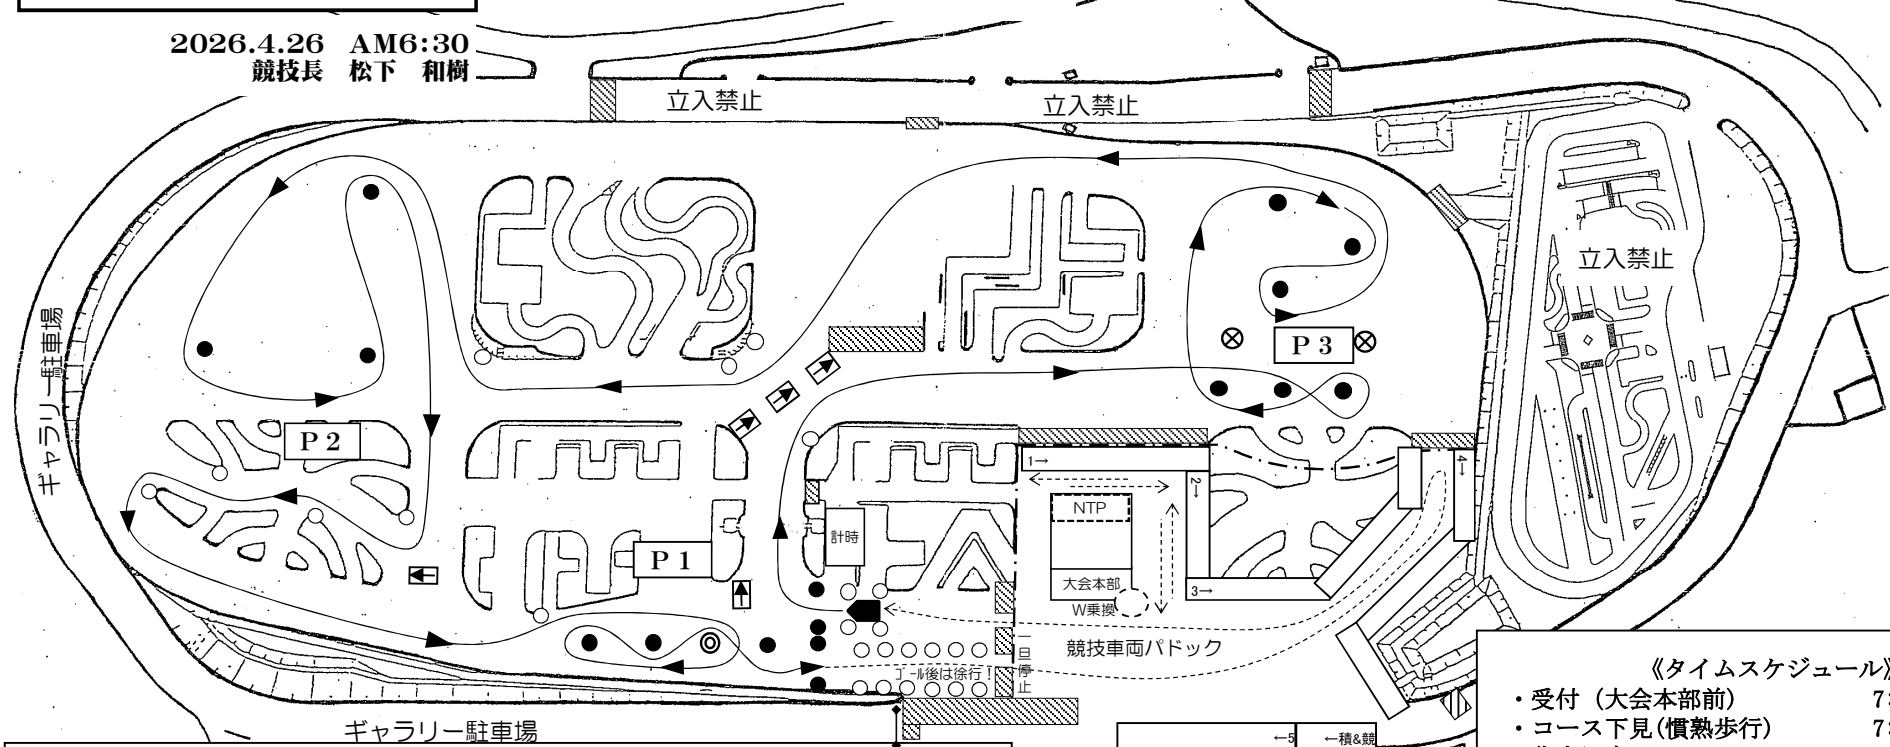 2026.4.26 AM6:30
競技長 松下 和樹
立入禁止
立入禁止
立入禁止
ギャラリー駐車場
P 3
P 2
1→
2→
4→
NTP
計時
P 1
大会本部
W乗換
3→
一旦停止
競技車両パドック
ｺﾞｰﾙ後は徐行！
ギャラリー駐車場
←5
←積&競
《タイムスケジュール》
・受付（大会本部前） 7:
・コース下見(慣熟歩行) 7: